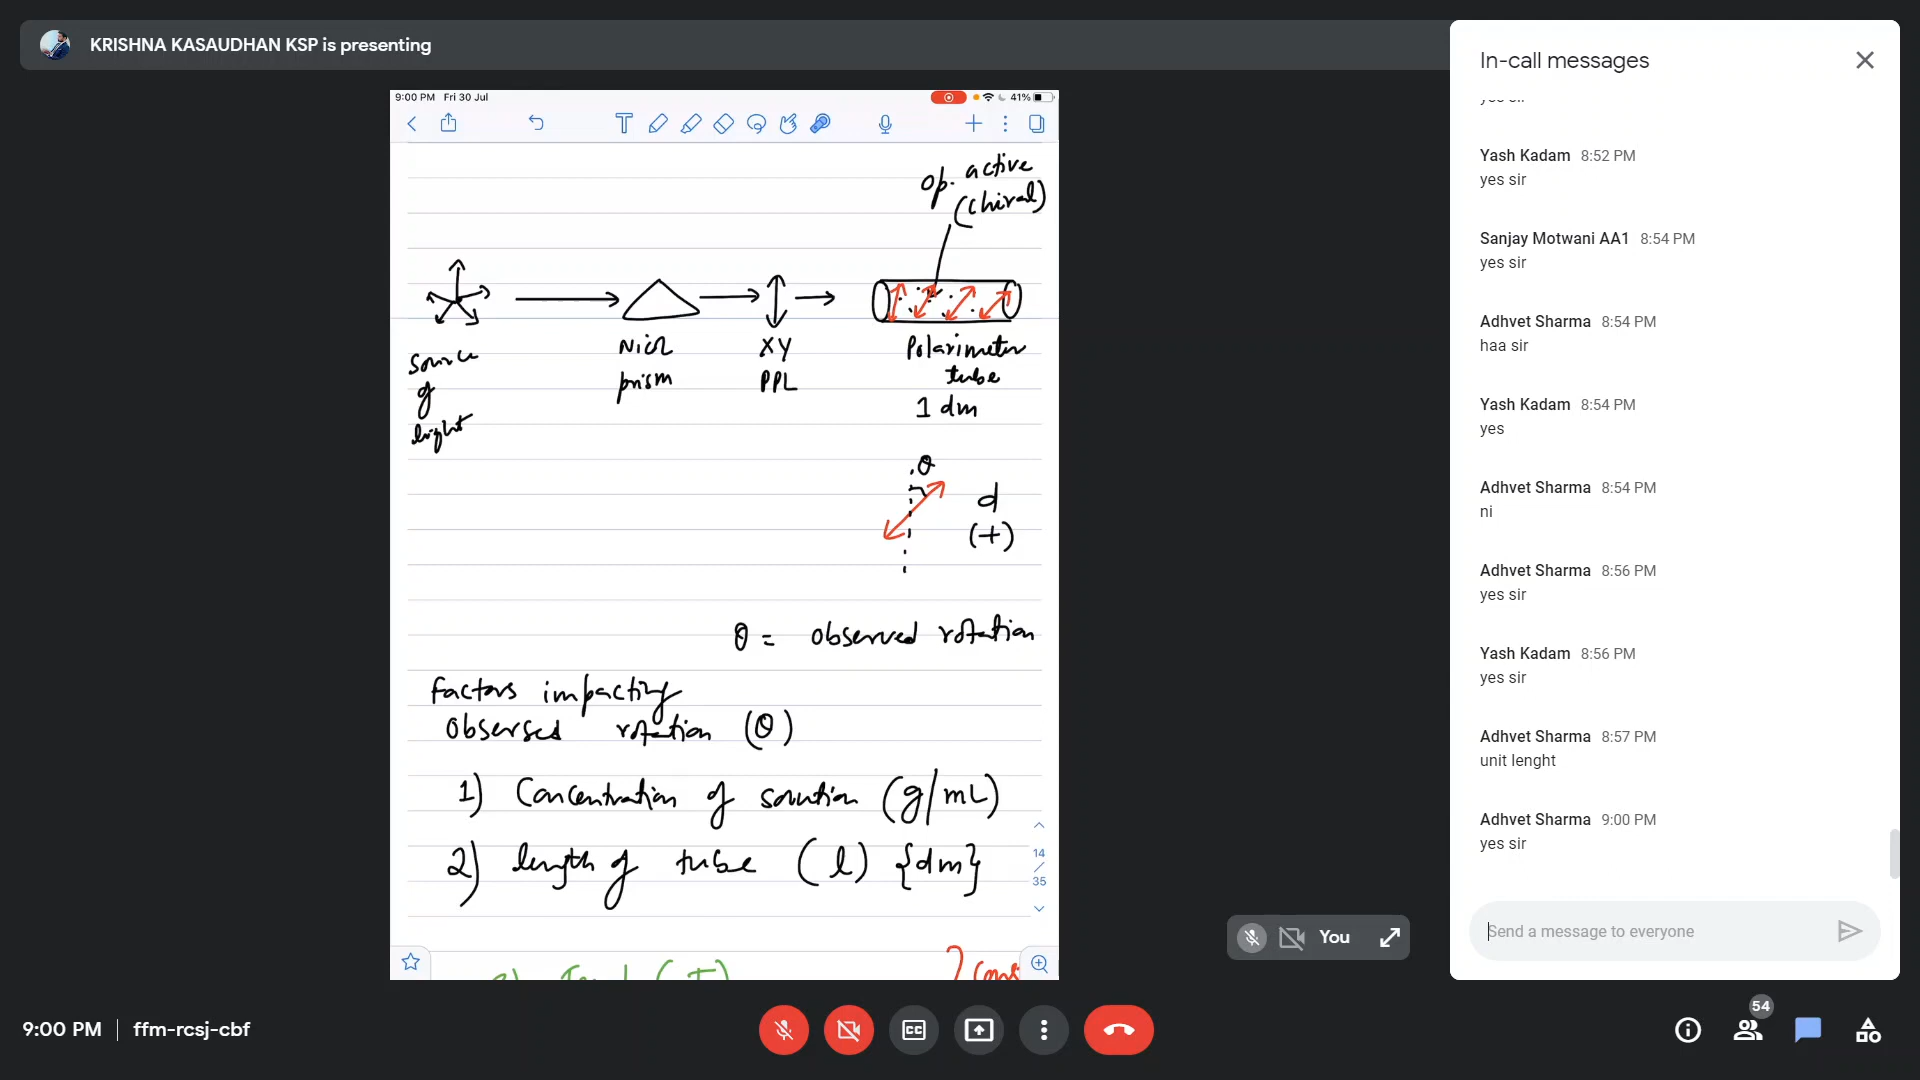 KRISHNA KASAUDHAN KSP is presenting
9:00 PM Fri 30 Jul
41%
op. active
(chiral)
source
of
light
Nicol
prism
XY
PPL
Polarimeter
tube
1 dm
θ
d
(+)
θ = observed rotation
factors impacting
observed rotation (θ)
1) Concentration of solution (g/mL)
2) length of tube (l) {dm}
14
35
You
In-call messages
yes sir
Yash Kadam 8:52 PM
yes sir
Sanjay Motwani AA1 8:54 PM
yes sir
Adhvet Sharma 8:54 PM
haa sir
Yash Kadam 8:54 PM
yes
Adhvet Sharma 8:54 PM
ni
Adhvet Sharma 8:56 PM
yes sir
Yash Kadam 8:56 PM
yes sir
Adhvet Sharma 8:57 PM
unit lenght
Adhvet Sharma 9:00 PM
yes sir
Send a message to everyone
9:00 PM | ffm-rcsj-cbf
CC
54